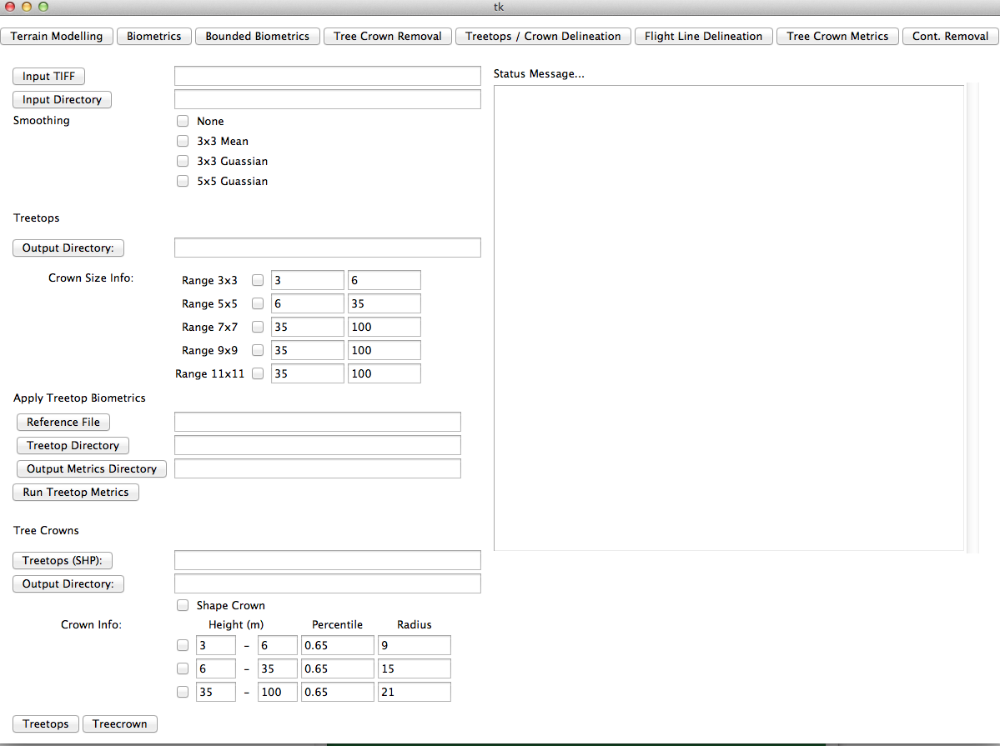 tk
Terrain Modelling Biometrics Bounded Biometrics Tree Crown Removal Treetops / Crown Delineation Flight Line Delineation Tree Crown Metrics Cont. Removal
Input TIFF
Status Message...
Input Directory
Smoothing
None
3x3 Mean
3x3 Guassian
5x5 Guassian
Treetops
Output Directory:
Crown Size Info:
Range 3x3 3 6
Range 5x5 6 35
Range 7x7 35 100
Range 9x9 35 100
Range 11x11 35 100
Apply Treetop Biometrics
Reference File
Treetop Directory
Output Metrics Directory
Run Treetop Metrics
Tree Crowns
Treetops (SHP):
Output Directory:
Shape Crown
Crown Info: Height (m) Percentile Radius
3 – 6 0.65 9
6 – 35 0.65 15
35 – 100 0.65 21
Treetops Treecrown